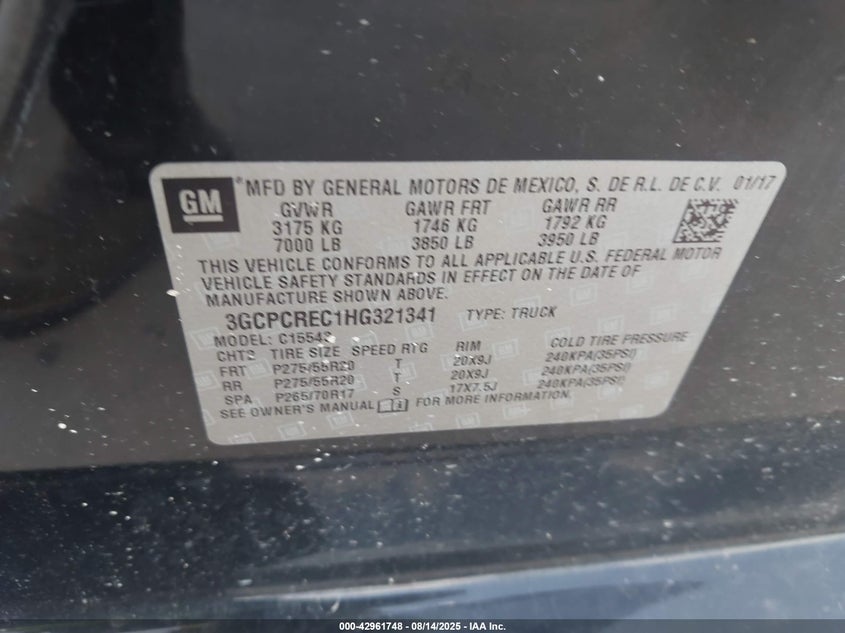 GM ® MFD BY GENERAL MOTORS DE MEXICO, S. DE R.L. DE C.V. 01/17
GVWR GAWR FRT GAWR RR
3175 KG 1746 KG 1792 KG
7000 LB 3850 LB 3950 LB
THIS VEHICLE CONFORMS TO ALL APPLICABLE U.S. FEDERAL MOTOR
VEHICLE SAFETY STANDARDS IN EFFECT ON THE DATE OF
MANUFACTURE SHOWN ABOVE.
3GCPCREC1HG321341 TYPE: TRUCK
MODEL: C15543
CHTS TIRE SIZE SPEED RTG RIM COLD TIRE PRESSURE
FRT P275/55R20 T 20X9J 240KPA(35PSI)
RR P275/55R20 T 20X9J 240KPA(35PSI)
SPA P265/70R17 S 17X7.5J 240KPA(35PSI)
SEE OWNER'S MANUAL FOR MORE INFORMATION.
000-42961748 - 08/14/2025 - IAA Inc.